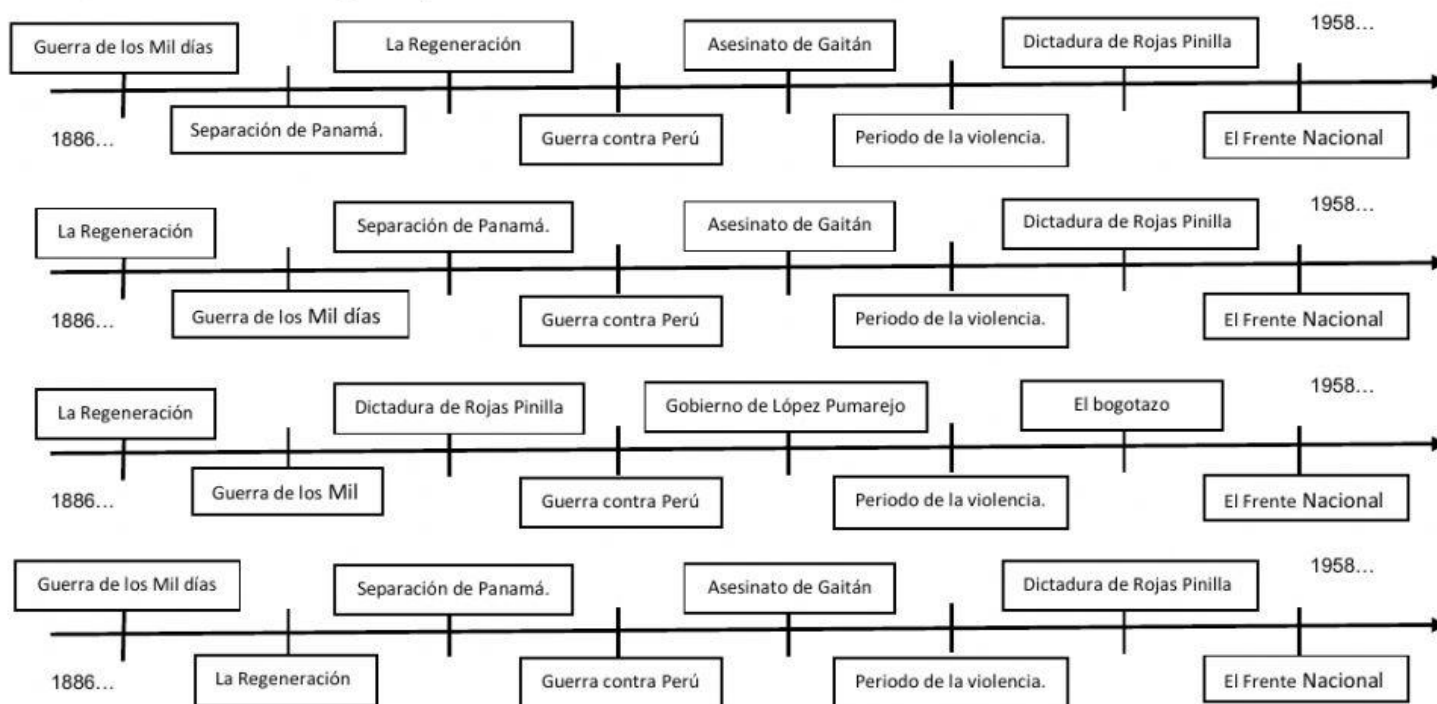 1958...
Guerra de los Mil días
La Regeneración
Asesinato de Gaitán
Dictadura de Rojas Pinilla
1886...
Separación de Panamá.
Guerra contra Perú
Periodo de la violencia.
El Frente Nacional
1958...
La Regeneración
Separación de Panamá.
Asesinato de Gaitán
Dictadura de Rojas Pinilla
1886...
Guerra de los Mil días
Guerra contra Perú
Periodo de la violencia.
El Frente Nacional
1958...
La Regeneración
Dictadura de Rojas Pinilla
Gobierno de López Pumarejo
El bogotazo
1886...
Guerra de los Mil
Guerra contra Perú
Periodo de la violencia.
El Frente Nacional
1958...
Guerra de los Mil días
Separación de Panamá.
Asesinato de Gaitán
Dictadura de Rojas Pinilla
1886...
La Regeneración
Guerra contra Perú
Periodo de la violencia.
El Frente Nacional